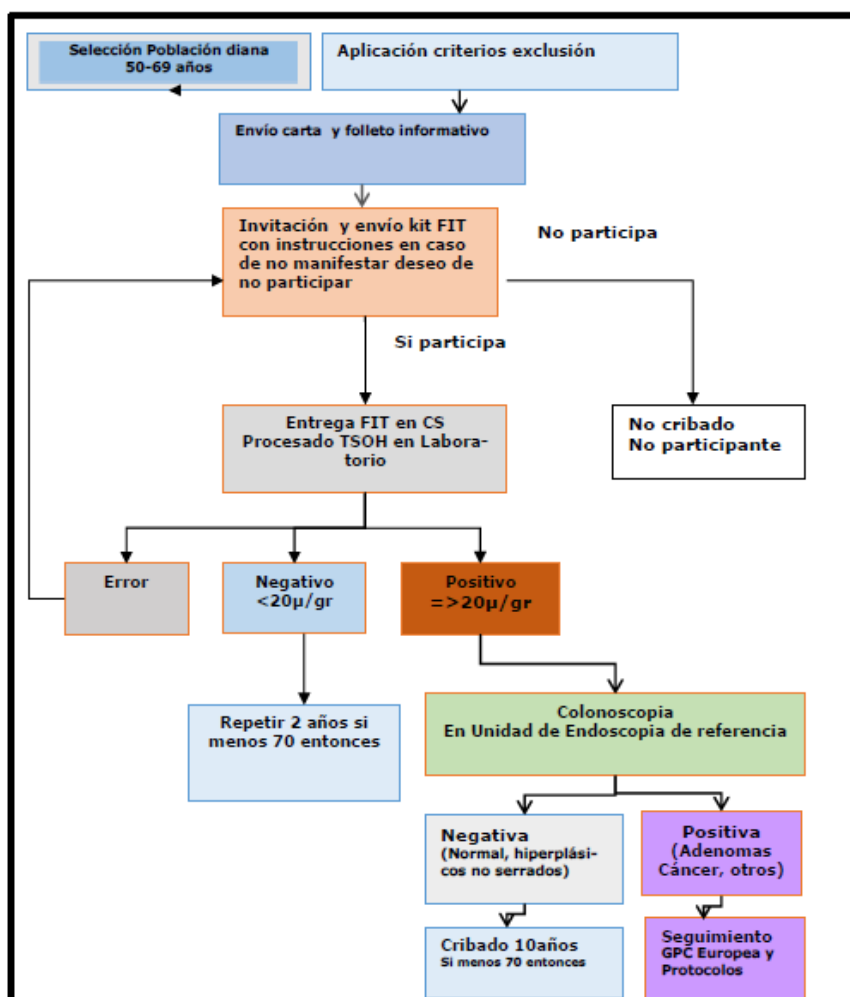 Selección Población diana
50-69 años
Aplicación criterios exclusión
Envío carta y folleto informativo
Invitación y envío kit FIT
con instrucciones en caso
de no manifestar deseo de
no participar
No participa
Si participa
Entrega FIT en CS
Procesado TSOH en Labora-
torio
No cribado
No participante
Error
Negativo
<20µ/gr
Positivo
=>20µ/gr
Repetir 2 años si
menos 70 entonces
Colonoscopia
En Unidad de Endoscopia de referencia
Negativa
(Normal, hiperplási-
cos no serrados)
Positiva
(Adenomas
Cáncer, otros)
Cribado 10años
Si menos 70 entonces
Seguimiento
GPC Europea y
Protocolos